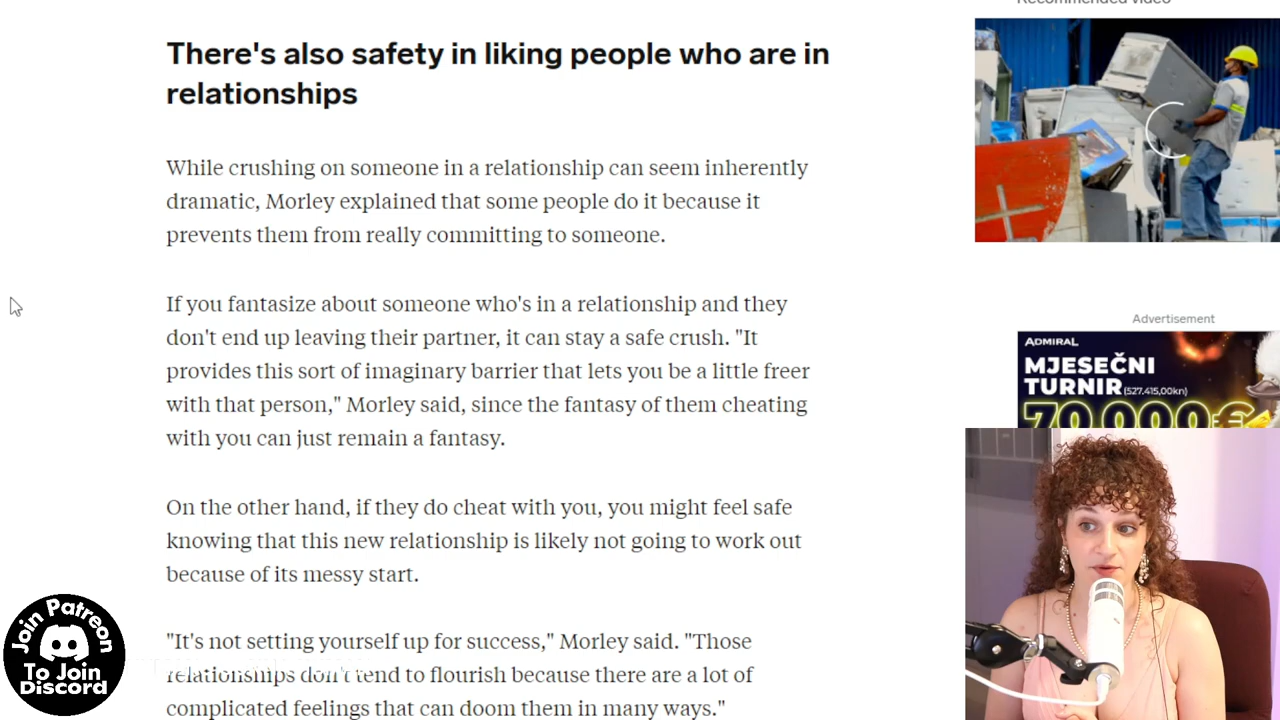 Recommended video
There's also safety in liking people who are in
relationships
While crushing on someone in a relationship can seem inherently
dramatic, Morley explained that some people do it because it
prevents them from really committing to someone.
If you fantasize about someone who's in a relationship and they
don't end up leaving their partner, it can stay a safe crush. "It
provides this sort of imaginary barrier that lets you be a little freer
with that person," Morley said, since the fantasy of them cheating
with you can just remain a fantasy.
On the other hand, if they do cheat with you, you might feel safe
knowing that this new relationship is likely not going to work out
because of its messy start.
"It's not setting yourself up for success," Morley said. "Those
relationships don't tend to flourish because there are a lot of
complicated feelings that can doom them in many ways."
Advertisement
ADMIRAL
MJESEČNI
TURNIR (527.415,00kn)
70.000€
Join Patreon
To Join
Discord